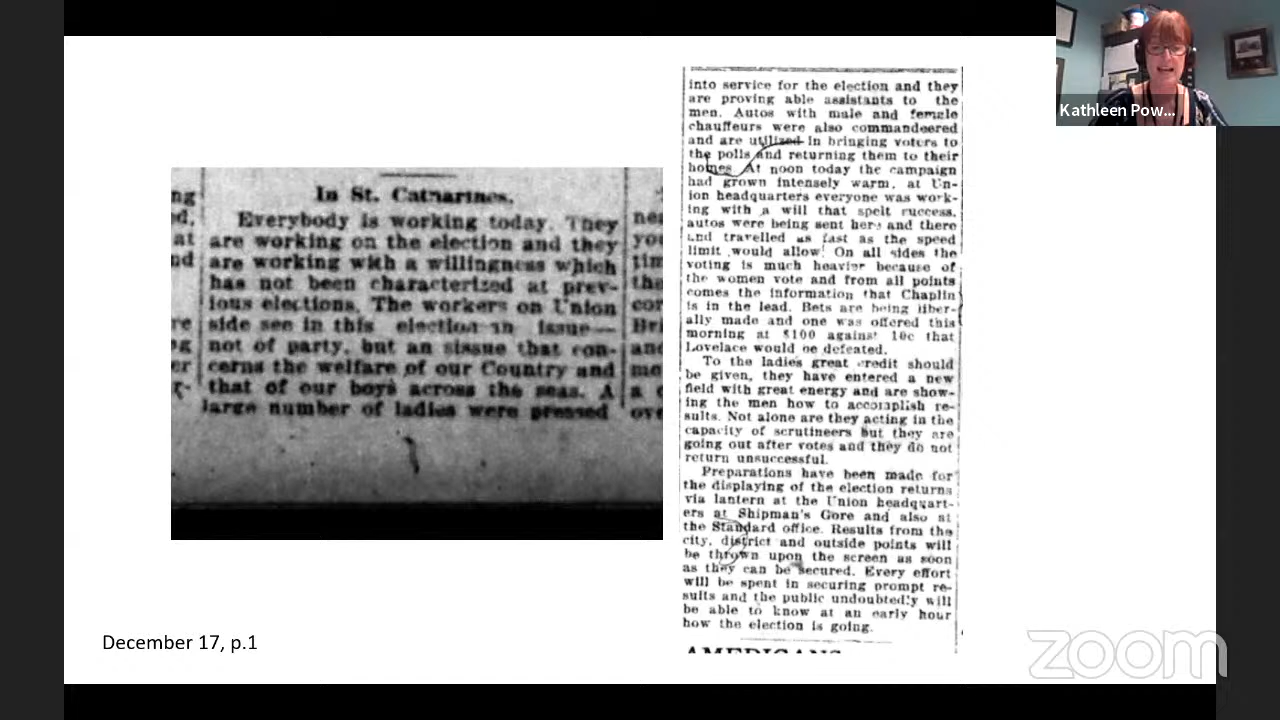 Kathleen Pow...
In St. Catharines.
Everybody is working today. They
are working on the election and they
are working with a willingness which
has not been characterized at prev-
ious elections. The workers on Union
side see in this election in issue—
not of party, but an sissue that con-
cerns the welfare of our Country and
that of our boys across the seas. A
large number of ladies were pressed
into service for the election and they
are proving able assistants to the
men. Autos with male and female
chauffeurs were also commandeered
and are utilized in bringing voters to
the polls and returning them to their
homes. At noon today the campaign
had grown intensely warm, at Un-
ion headquarters everyone was work-
ing with a will that spelt success,
autos were being sent here and there
and travelled as fast as the speed
limit would allow. On all sides the
voting is much heavier because of
the women vote and from all points
comes the information that Chaplin
is in the lead. Bets are being liber-
ally made and one was offered this
morning at $100 against 10c that
Lovelace would be defeated.
To the ladies great credit should
be given, they have entered a new
field with great energy and are show-
ing the men how to accomplish re-
sults. Not alone are they acting in the
capacity of scrutineers but they are
going out after votes and they do not
return unsuccessful.
Preparations have been made for
the displaying of the election returns
via lantern at the Union headquart-
ers at Shipman's Gore and also at
the Standard office. Results from the
city, district and outside points will
be thrown upon the screen as soon
as they can be secured. Every effort
will be spent in securing prompt re-
sults and the public undoubtedly will
be able to know at an early hour
how the election is going.
AMERICANS
December 17, p.1
zoom